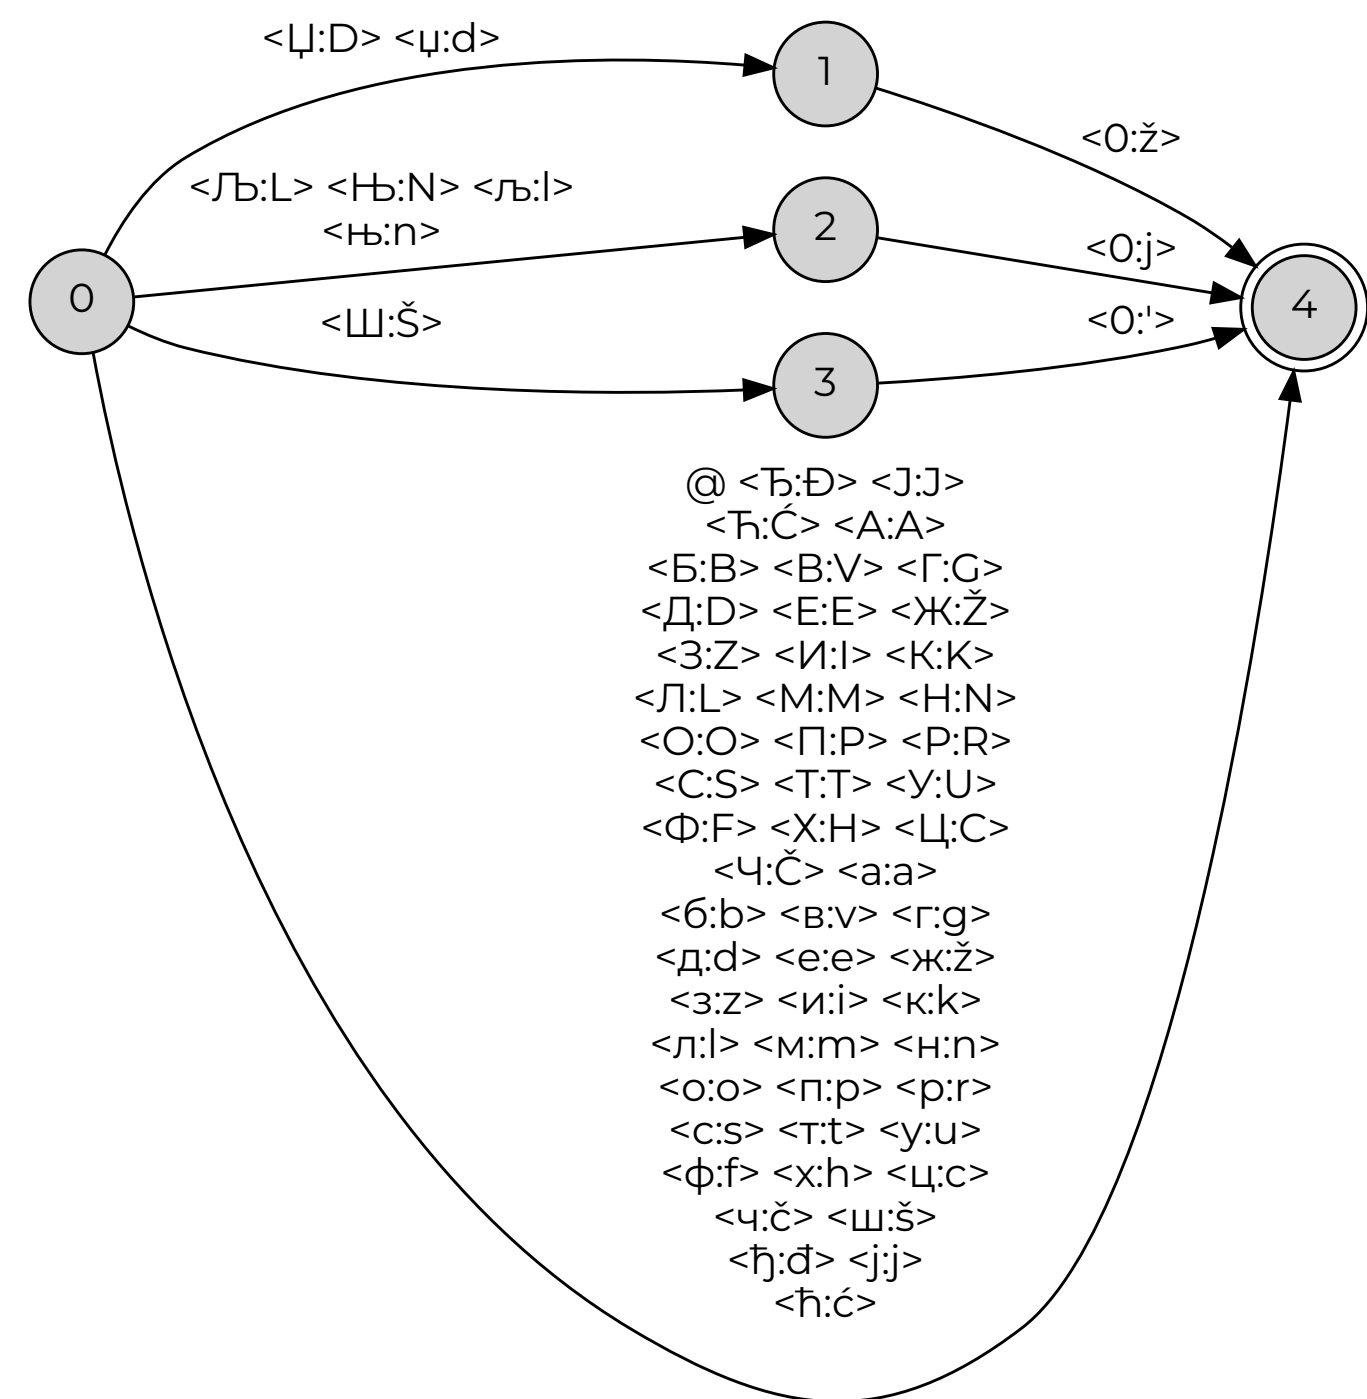 <Џ:D> <џ:d>
1
<0:ž>
<Љ:L> <Њ:N> <љ:l>
<њ:n>
2
<0:j>
0
<Ш:Š>
<0:'>
4
3
@ <Ђ:Đ> <Ј:J>
<Ћ:Ć> <А:A>
<Б:B> <В:V> <Г:G>
<Д:D> <Е:E> <Ж:Ž>
<З:Z> <И:I> <К:K>
<Л:L> <М:M> <Н:N>
<О:O> <П:P> <Р:R>
<С:S> <Т:T> <У:U>
<Ф:F> <Х:H> <Ц:C>
<Ч:Č> <а:a>
<б:b> <в:v> <г:g>
<д:d> <е:e> <ж:ž>
<з:z> <и:i> <к:k>
<л:l> <м:m> <н:n>
<о:o> <п:p> <р:r>
<с:s> <т:t> <у:u>
<ф:f> <х:h> <ц:c>
<ч:č> <ш:š>
<ђ:đ> <ј:j>
<ћ:ć>